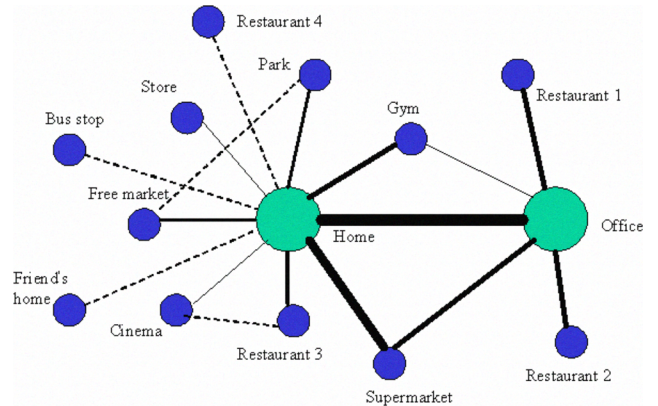 Restaurant 4
Park
Store
Restaurant 1
Gym
Bus stop
Free market
Home
Office
Friend's
home
Cinema
Restaurant 3
Restaurant 2
Supermarket